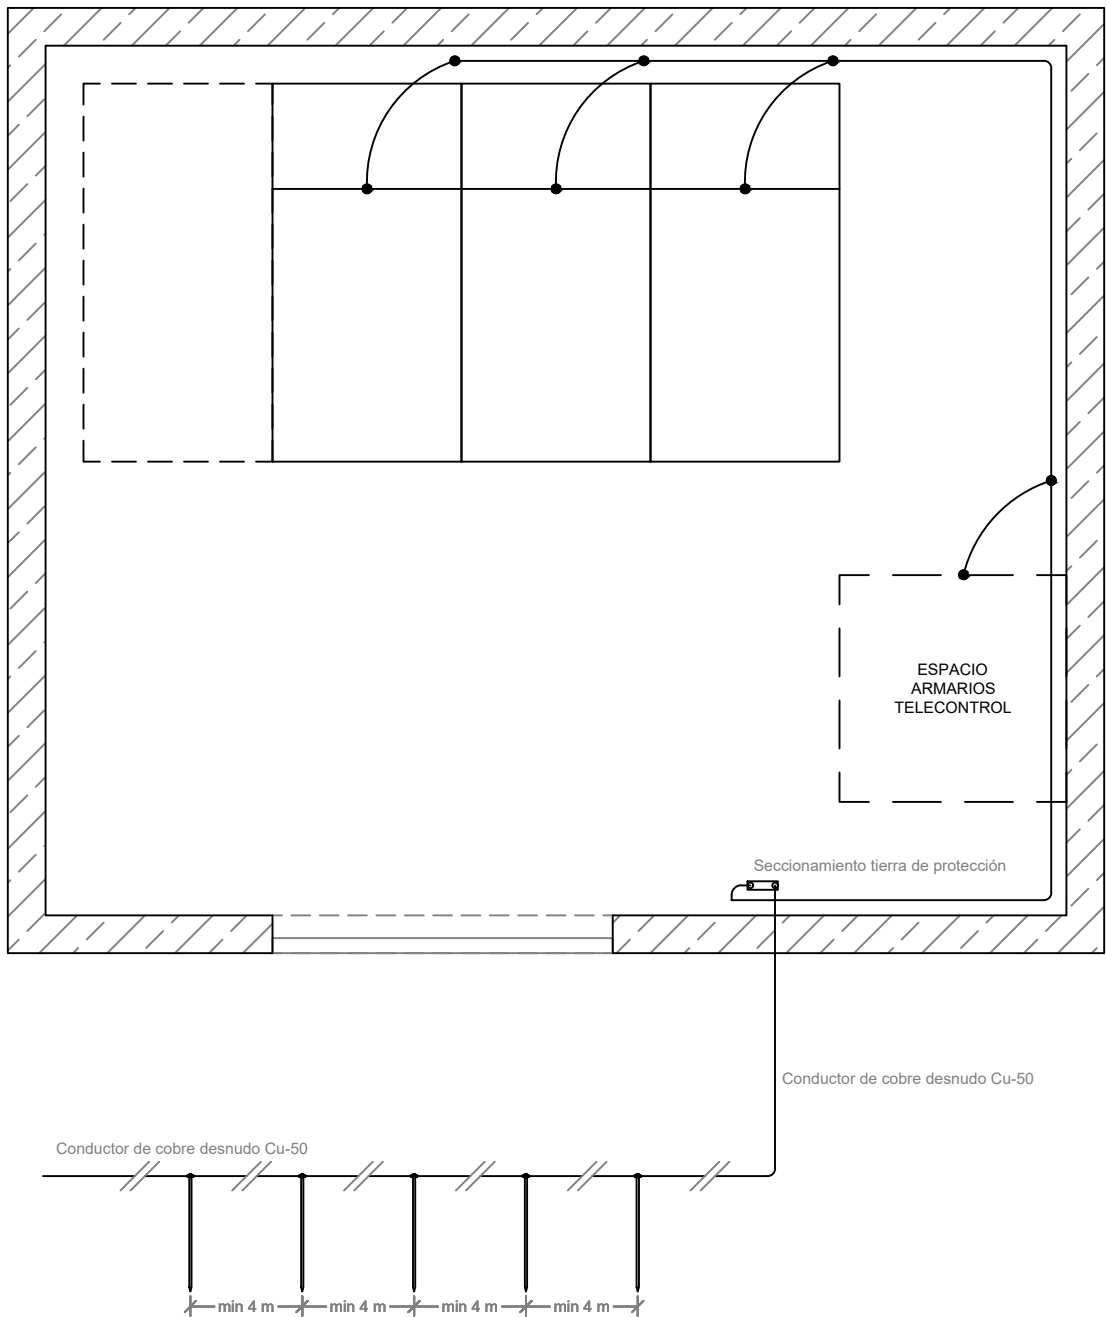 ESPACIO
ARMARIOS
TELECONTROL
Seccionamiento tierra de protección
Conductor de cobre desnudo Cu-50
Conductor de cobre desnudo Cu-50
min 4 m min 4 m min 4 m min 4 m